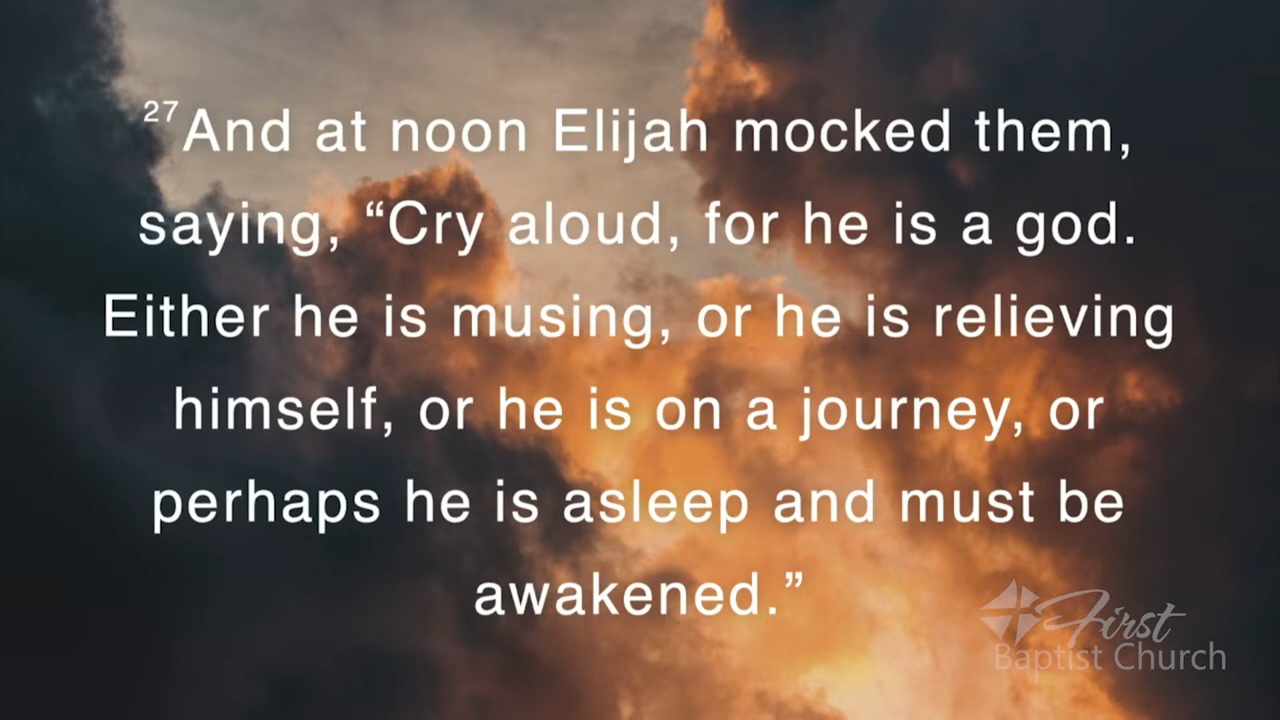 27And at noon Elijah mocked them,
saying, “Cry aloud, for he is a god.
Either he is musing, or he is relieving
himself, or he is on a journey, or
perhaps he is asleep and must be
awakened.”
First
Baptist Church